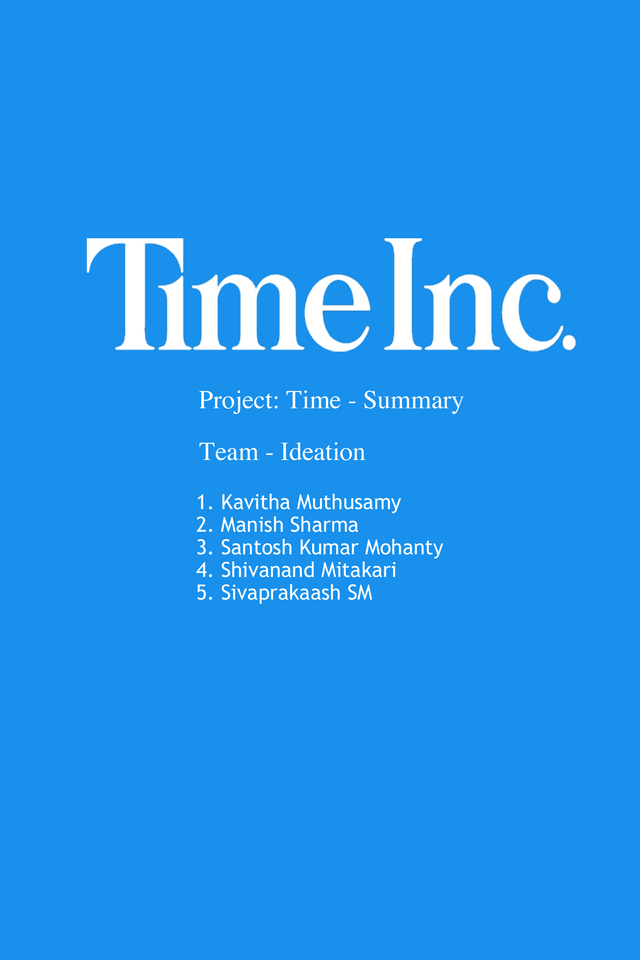 Time Inc.
Project: Time - Summary
Team - Ideation
1. Kavitha Muthusamy
2. Manish Sharma
3. Santosh Kumar Mohanty
4. Shivanand Mitakari
5. Sivaprakaash SM